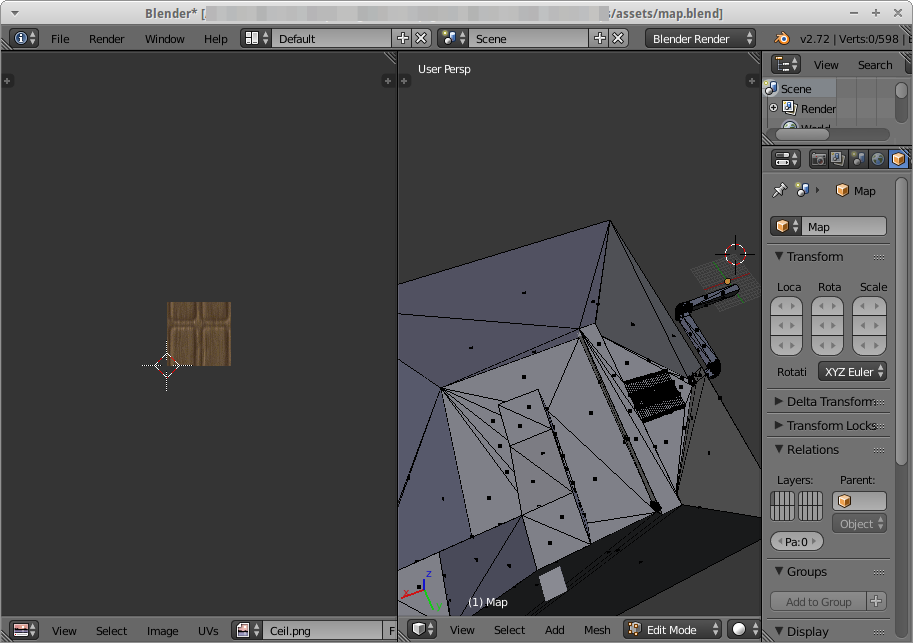 Blender* [
s/assets/map.blend]
File Render Window Help Default Scene Blender Render v2.72 | Verts:0/598 |
User Persp
View Search
Scene
Render
World
Map
Map
Transform
Loca Rota Scale
Rotati XYZ Euler
Delta Transform
Transform Locks
Relations
Layers: Parent:
Object
Pa:0
Groups
Add to Group
Display
Z
X
(1) Map
View Select Image UVs Ceil.png F
View Select Add Mesh Edit Mode